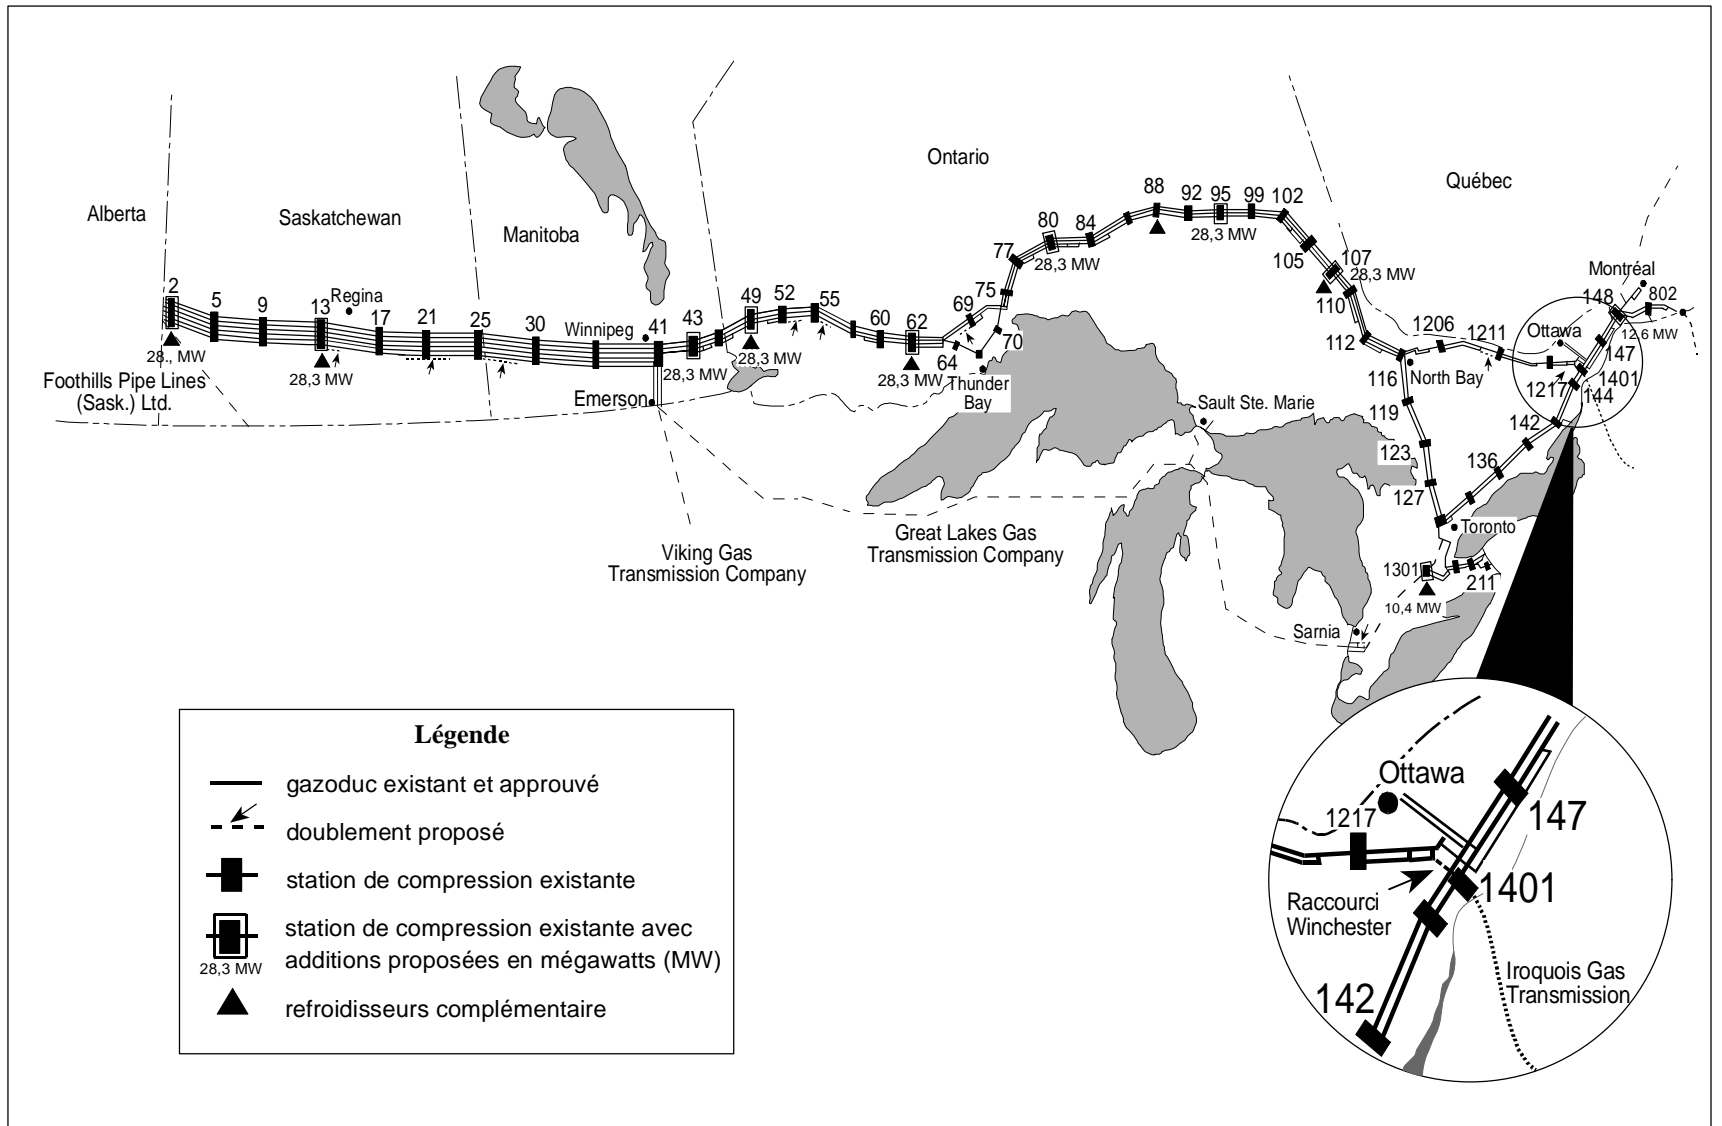 Ontario
Québec
Alberta
Saskatchewan
Manitoba
88
92
95
99
102
80
84
28,3 MW
77
28,3 MW
105
107
28,3 MW
110
Montréal
148
802
12,6 MW
2
5
9
13
Regina
17
21
25
30
Winnipeg
41
43
49
52
55
60
62
69
75
70
64
112
1206
1211
Ottawa
147
1401
1217
144
28., MW
28,3 MW
28,3 MW
28,3 MW
28,3 MW
Foothills Pipe Lines
(Sask.) Ltd.
Emerson
Thunder
Bay
116
North Bay
Sault Ste. Marie
119
142
123
136
127
Toronto
Viking Gas
Transmission Company
Great Lakes Gas
Transmission Company
1301
211
10,4 MW
Sarnia
Légende
gazoduc existant et approuvé
doublement proposé
station de compression existante
station de compression existante avec
additions proposées en mégawatts (MW)
28,3 MW
refroidisseurs complémentaire
Ottawa
1217
147
1401
Raccourci
Winchester
142
Iroquois Gas
Transmission